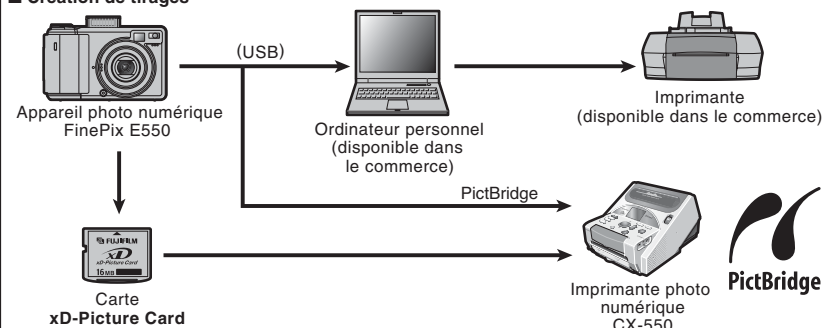 ■ Création de tirages
(USB)
Appareil photo numérique
FinePix E550
Ordinateur personnel
(disponible dans
le commerce)
Imprimante
(disponible dans le commerce)
PictBridge
FUJIFILM
xD
xD-Picture Card
16MB
Carte
xD-Picture Card
Imprimante photo
numérique
CX-550
PictBridge